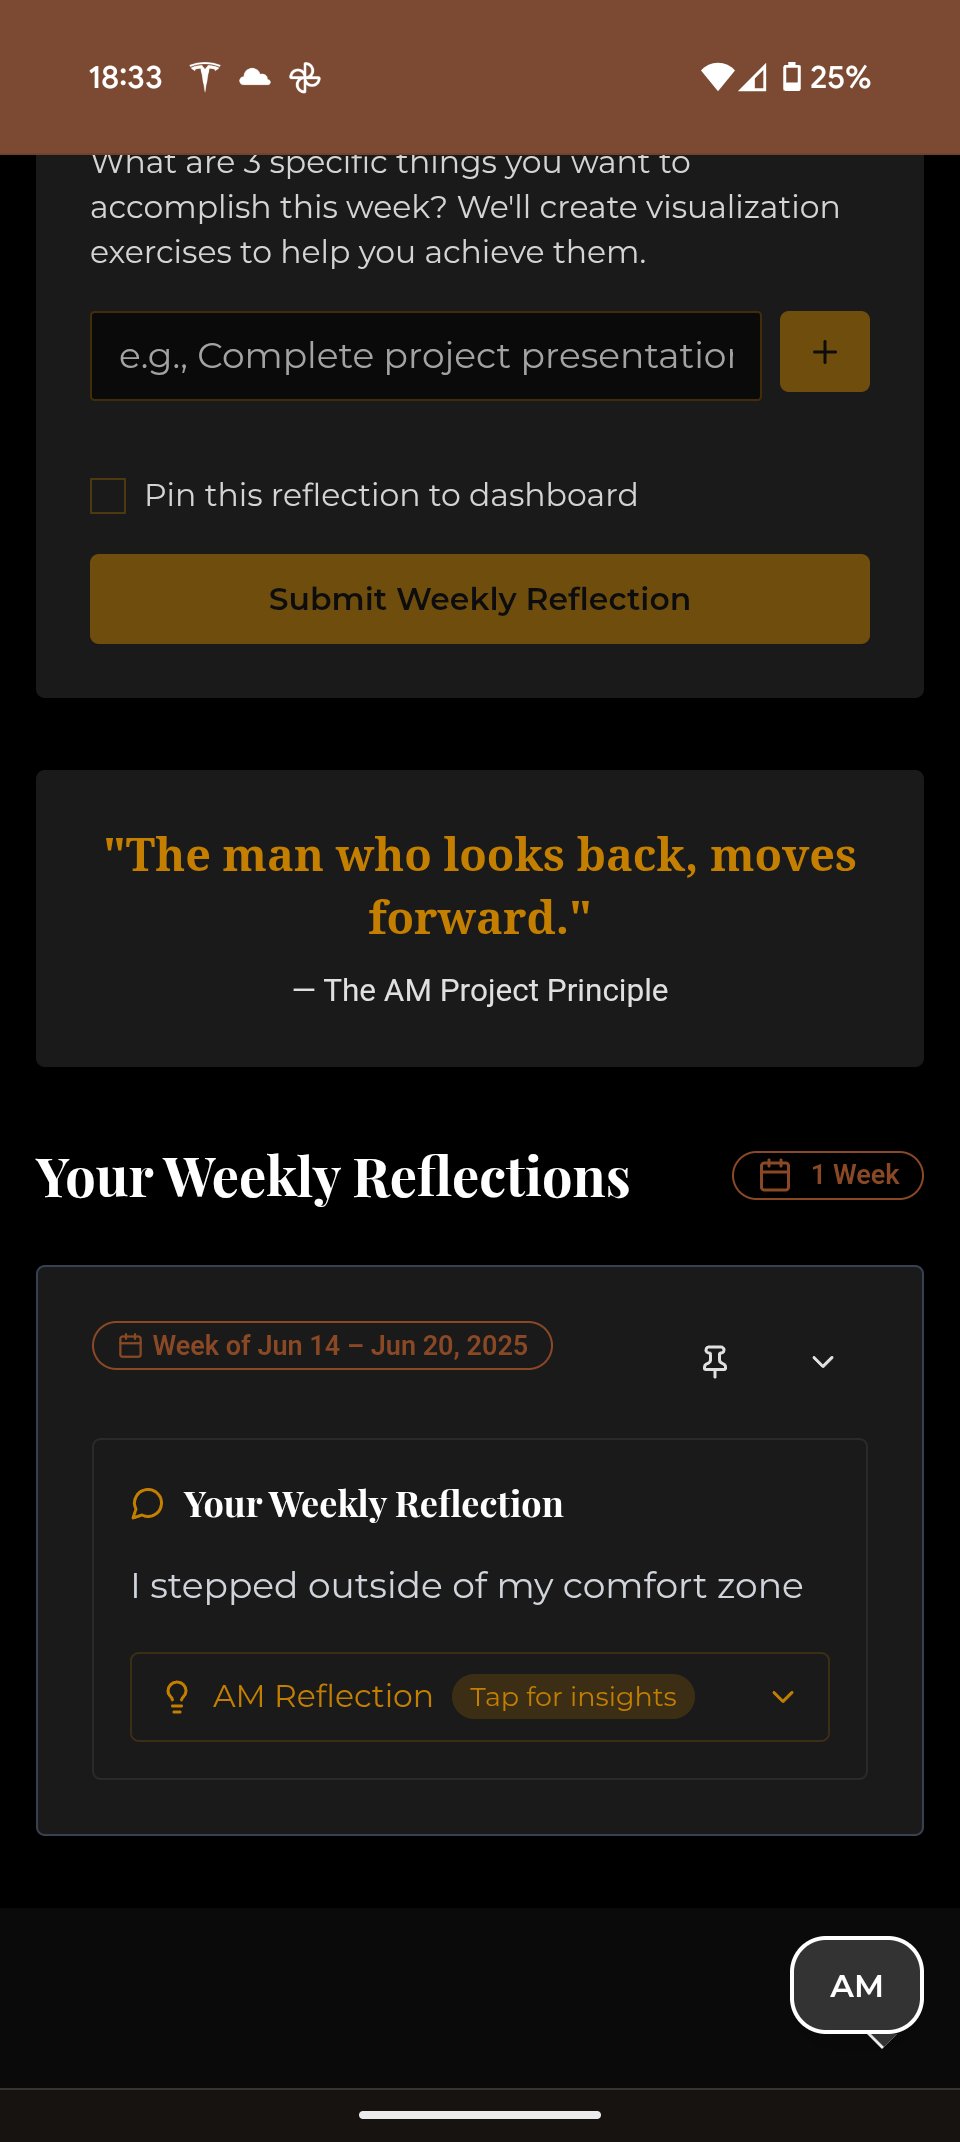 18:33
25%
What are 3 specific things you want to
accomplish this week? We'll create visualization
exercises to help you achieve them.
e.g., Complete project presentation
Pin this reflection to dashboard
Submit Weekly Reflection
"The man who looks back, moves
forward."
— The AM Project Principle
Your Weekly Reflections
1 Week
Week of Jun 14 – Jun 20, 2025
Your Weekly Reflection
I stepped outside of my comfort zone
AM Reflection
Tap for insights
AM